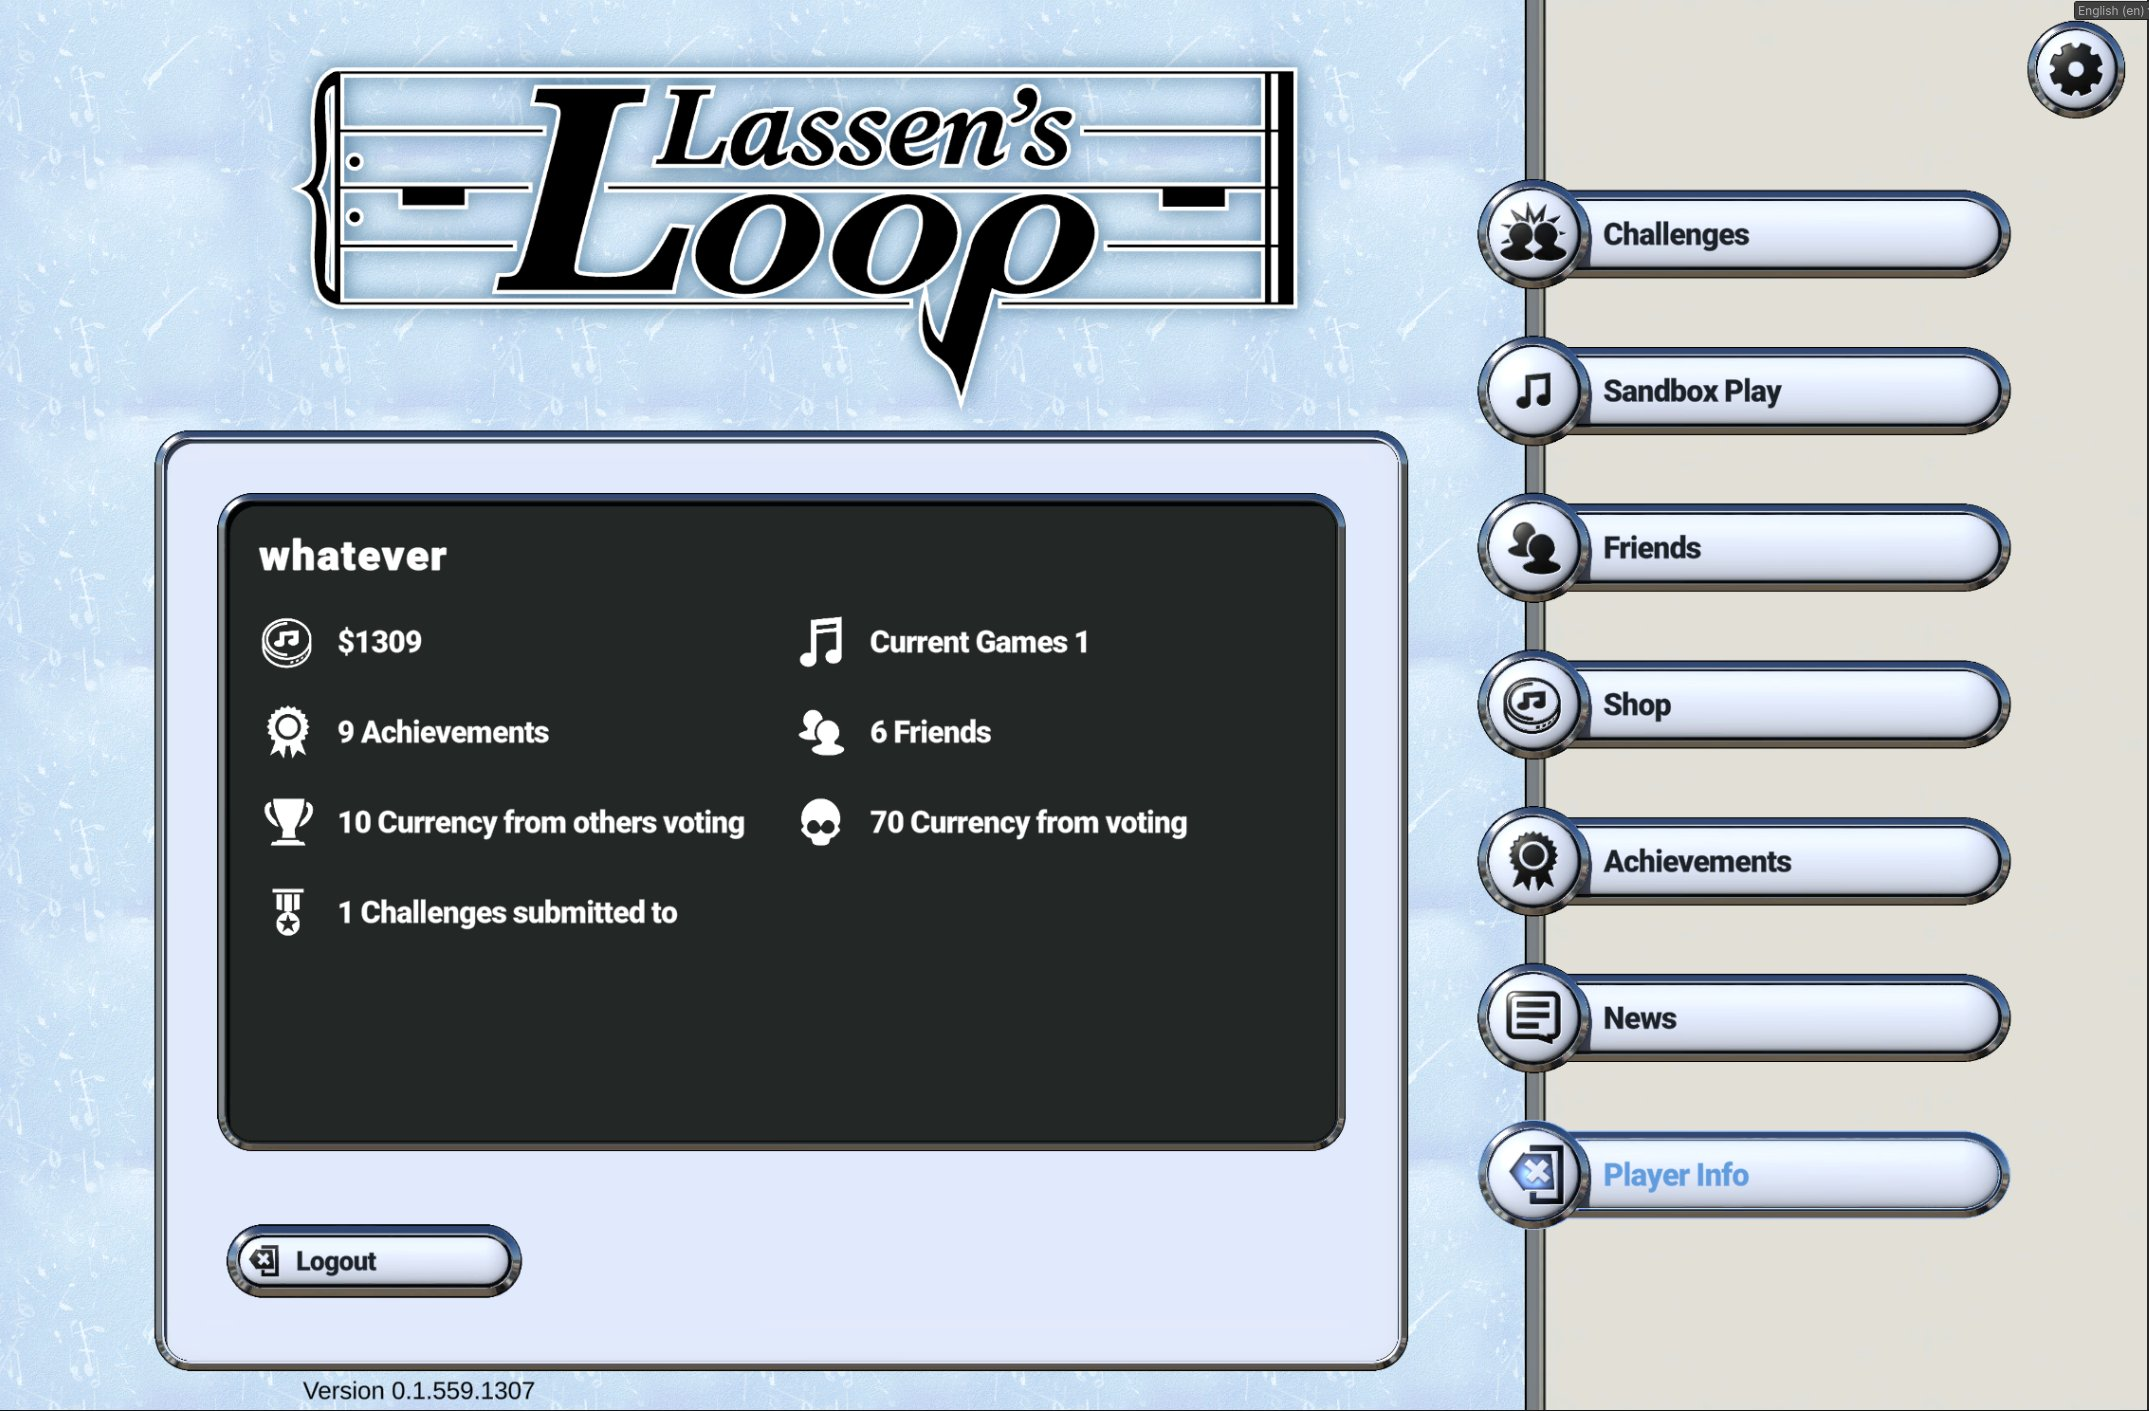 English (en)
Lassen's
Loop
whatever
$1309
Current Games 1
9 Achievements
6 Friends
10 Currency from others voting
70 Currency from voting
1 Challenges submitted to
Logout
Version 0.1.559.1307
Challenges
Sandbox Play
Friends
Shop
Achievements
News
Player Info